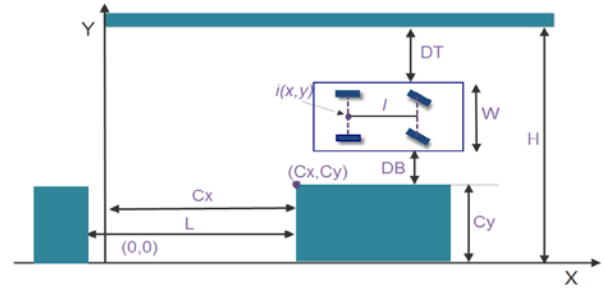 Y
DT
i(x,y)
l
W
H
(Cx,Cy)
DB
Cx
L
Cy
(0,0)
X